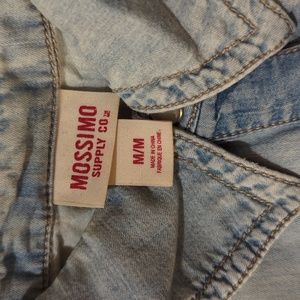 MOSSIMO
SUPPLY CO.
M/M
MADE IN CHINA
FABRIQUÉ EN CHINE